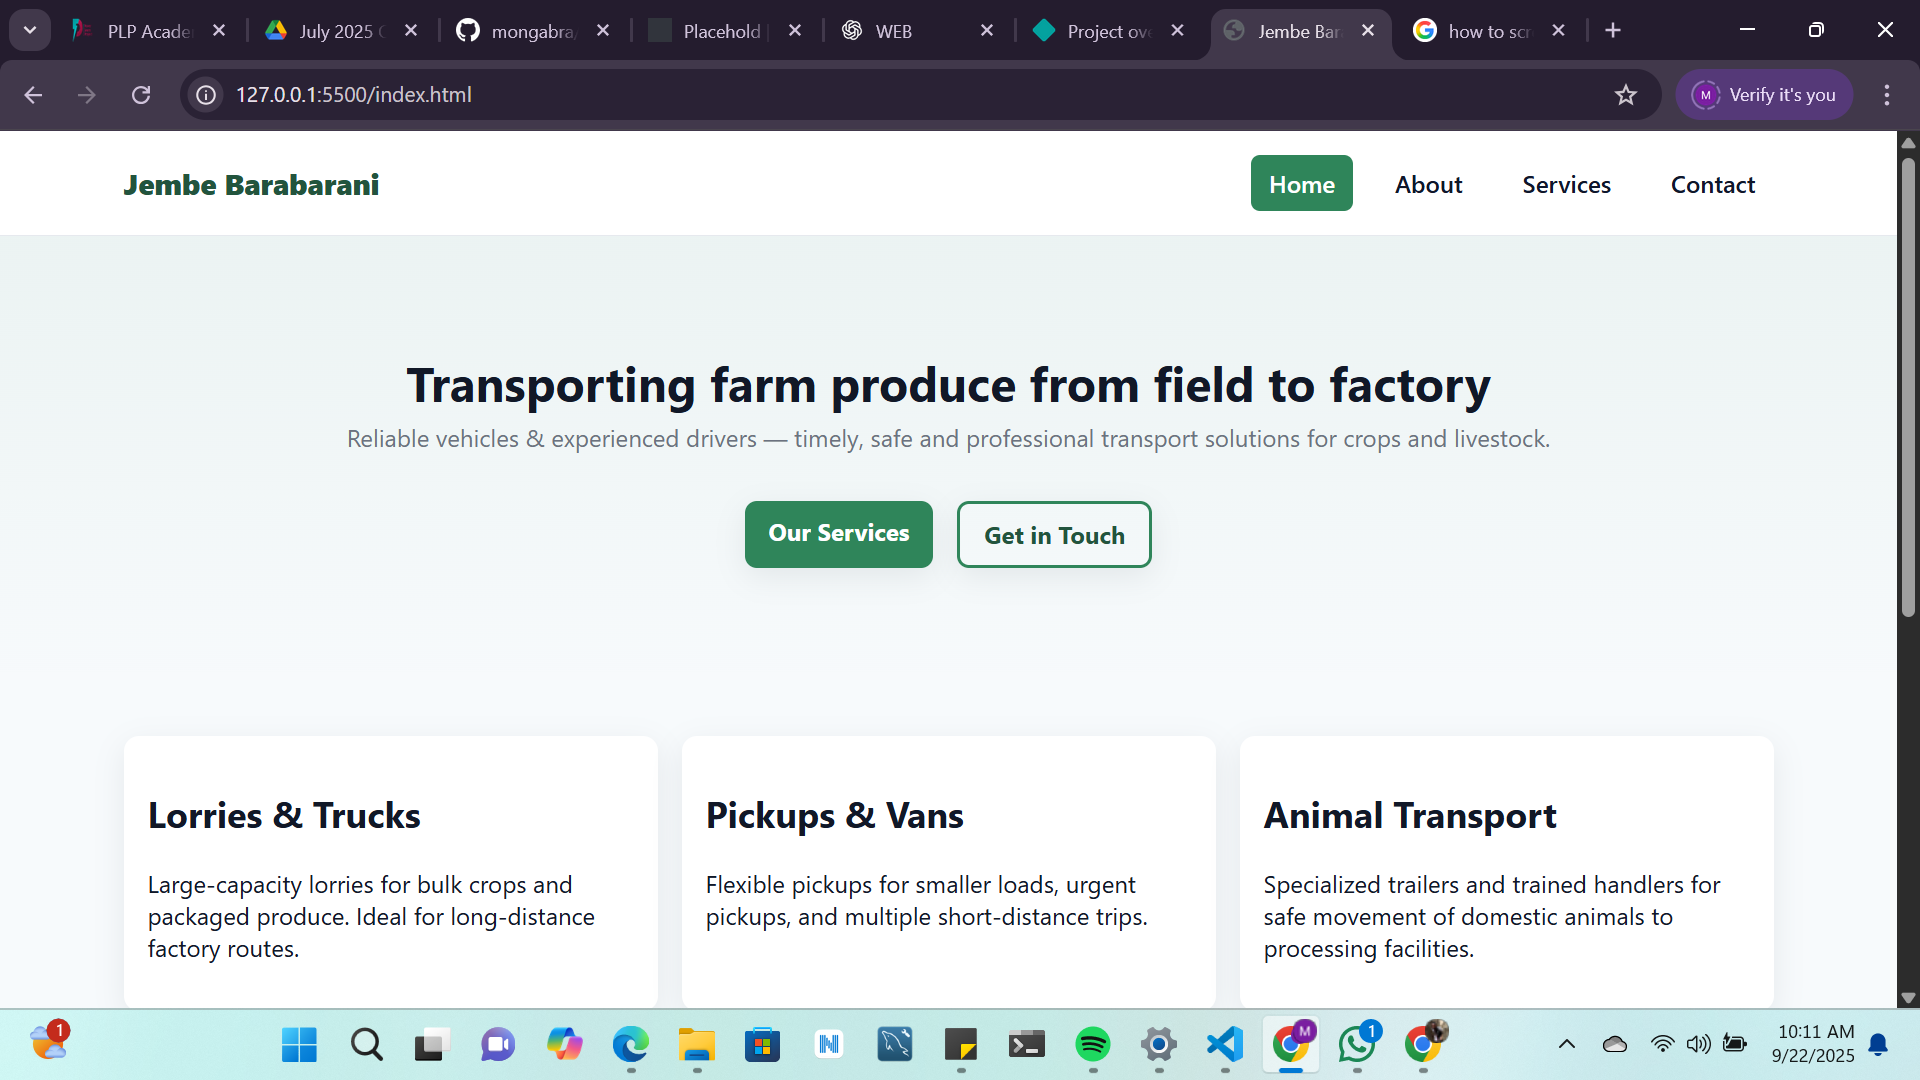 PLP Acade
July 2025
mongabra
Placehold
WEB
Project ov
Jembe Bar
how to scr
127.0.0.1:5500/index.html
M
Verify it's you
Jembe Barabarani
Home
About
Services
Contact
Transporting farm produce from field to factory
Reliable vehicles & experienced drivers — timely, safe and professional transport solutions for crops and livestock.
Our Services
Get in Touch
Lorries & Trucks
Large-capacity lorries for bulk crops and
packaged produce. Ideal for long-distance
factory routes.
Pickups & Vans
Flexible pickups for smaller loads, urgent
pickups, and multiple short-distance trips.
Animal Transport
Specialized trailers and trained handlers for
safe movement of domestic animals to
processing facilities.
1
N
M
1
10:11 AM
9/22/2025